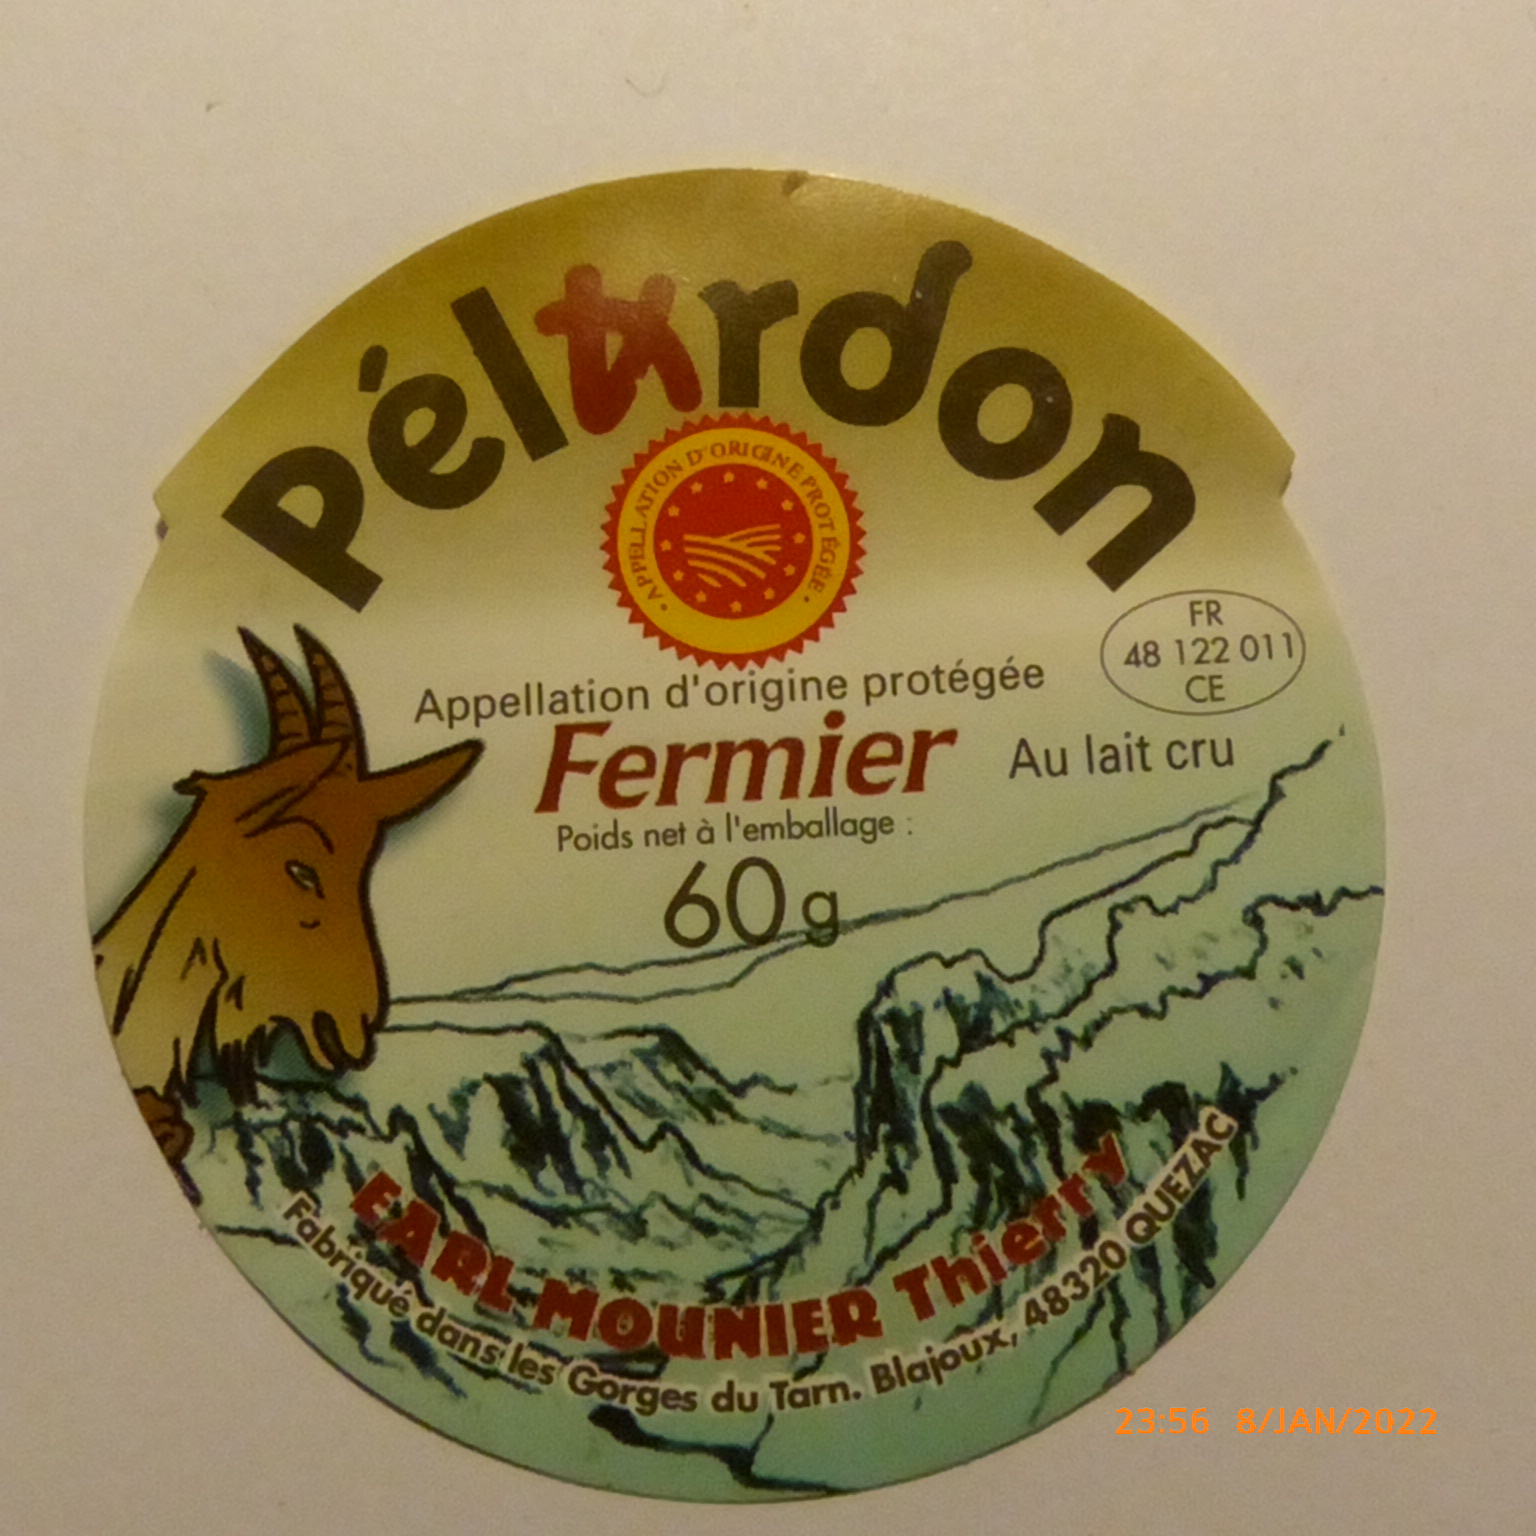 Pélardon
APPELLATION D'ORIGINE PROTÉGÉE
FR
48 122 011
CE
Appellation d'origine protégée
Fermier
Au lait cru
Poids net à l'emballage :
60 g
EARL MOUNIER Thierry
Fabriqué dans les Gorges du Tarn. Blajoux, 48320 QUEZAC
23:56 8/JAN/2022